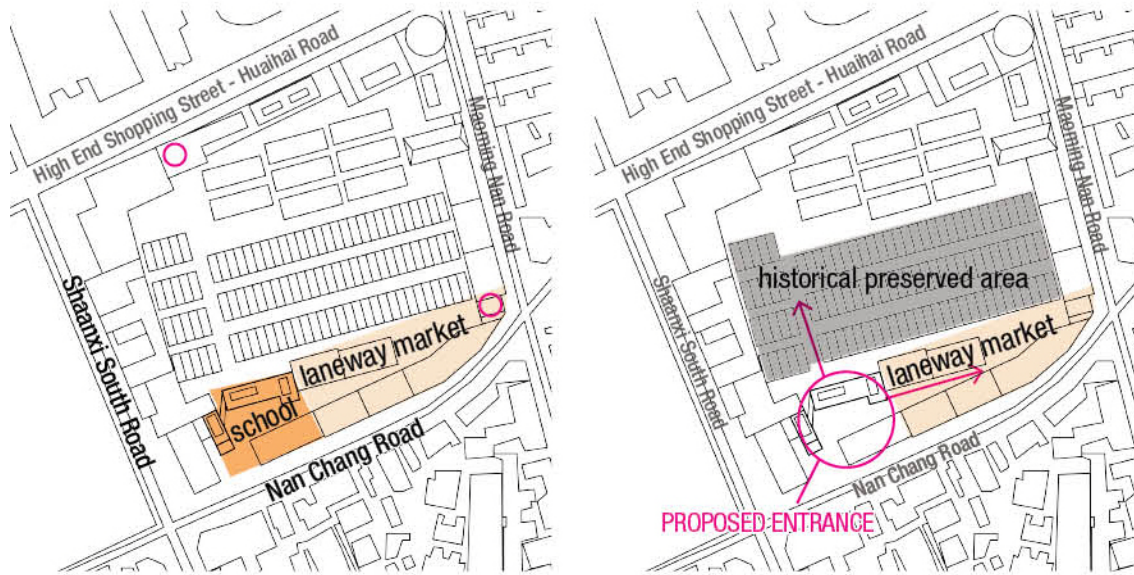 High End Shopping Street - Huaihai Road
Maoming Nan Road
Shaanxi South Road
laneway market
school
Nan Chang Road
High End Shopping Street - Huaihai Road
Maoming Nan Road
historical preserved area
Shaanxi South Road
laneway market
Nan Chang Road
PROPOSED ENTRANCE